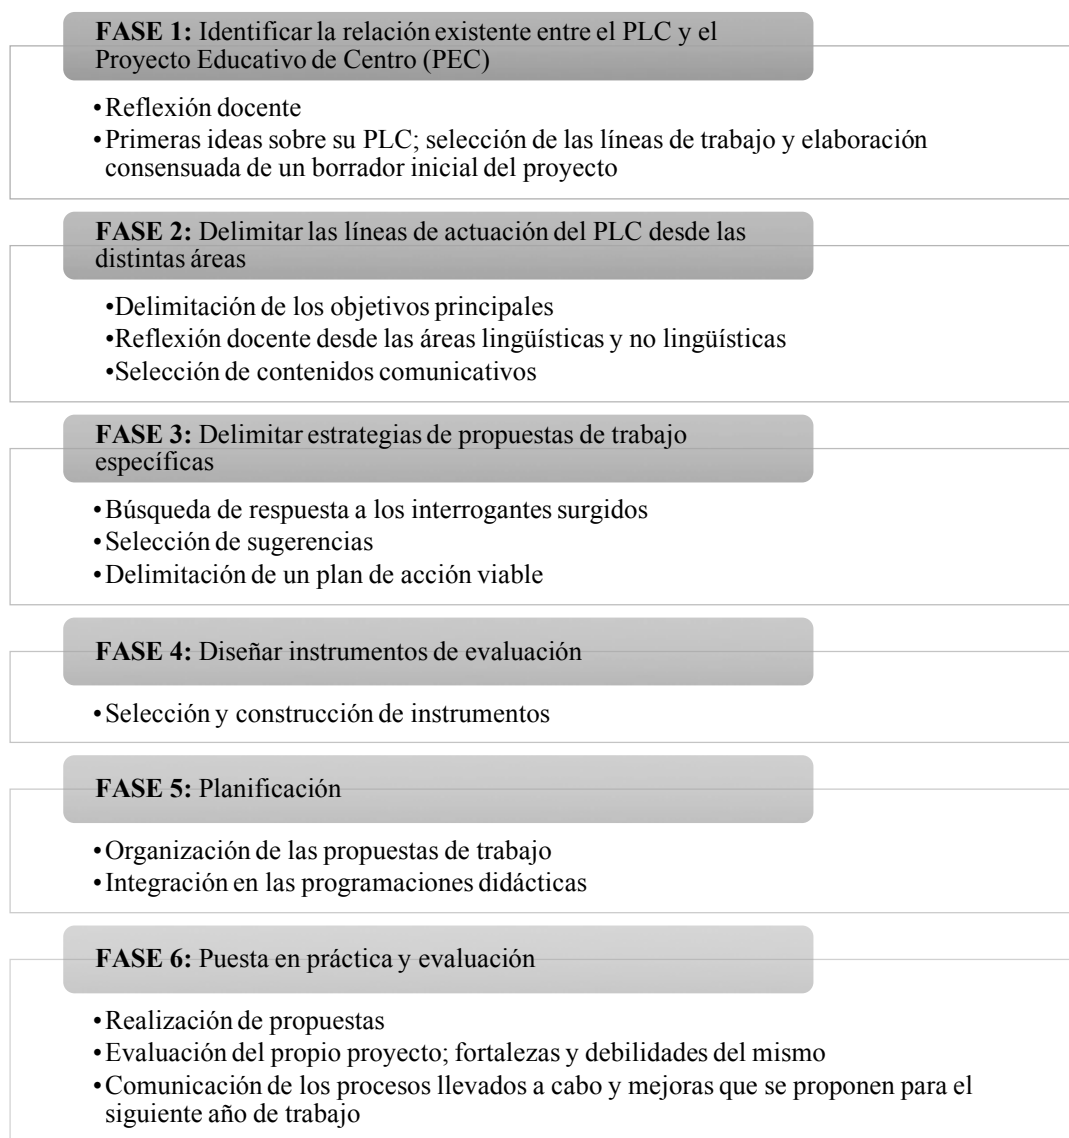 FASE 1: Identificar la relación existente entre el PLC y el
Proyecto Educativo de Centro (PEC)
•Reflexión docente
•Primeras ideas sobre su PLC; selección de las líneas de trabajo y elaboración
consensuada de un borrador inicial del proyecto
FASE 2: Delimitar las líneas de actuación del PLC desde las
distintas áreas
•Delimitación de los objetivos principales
•Reflexión docente desde las áreas lingüísticas y no lingüísticas
•Selección de contenidos comunicativos
FASE 3: Delimitar estrategias de propuestas de trabajo
específicas
•Búsqueda de respuesta a los interrogantes surgidos
•Selección de sugerencias
•Delimitación de un plan de acción viable
FASE 4: Diseñar instrumentos de evaluación
•Selección y construcción de instrumentos
FASE 5: Planificación
•Organización de las propuestas de trabajo
•Integración en las programaciones didácticas
FASE 6: Puesta en práctica y evaluación
•Realización de propuestas
•Evaluación del propio proyecto; fortalezas y debilidades del mismo
•Comunicación de los procesos llevados a cabo y mejoras que se proponen para el
siguiente año de trabajo